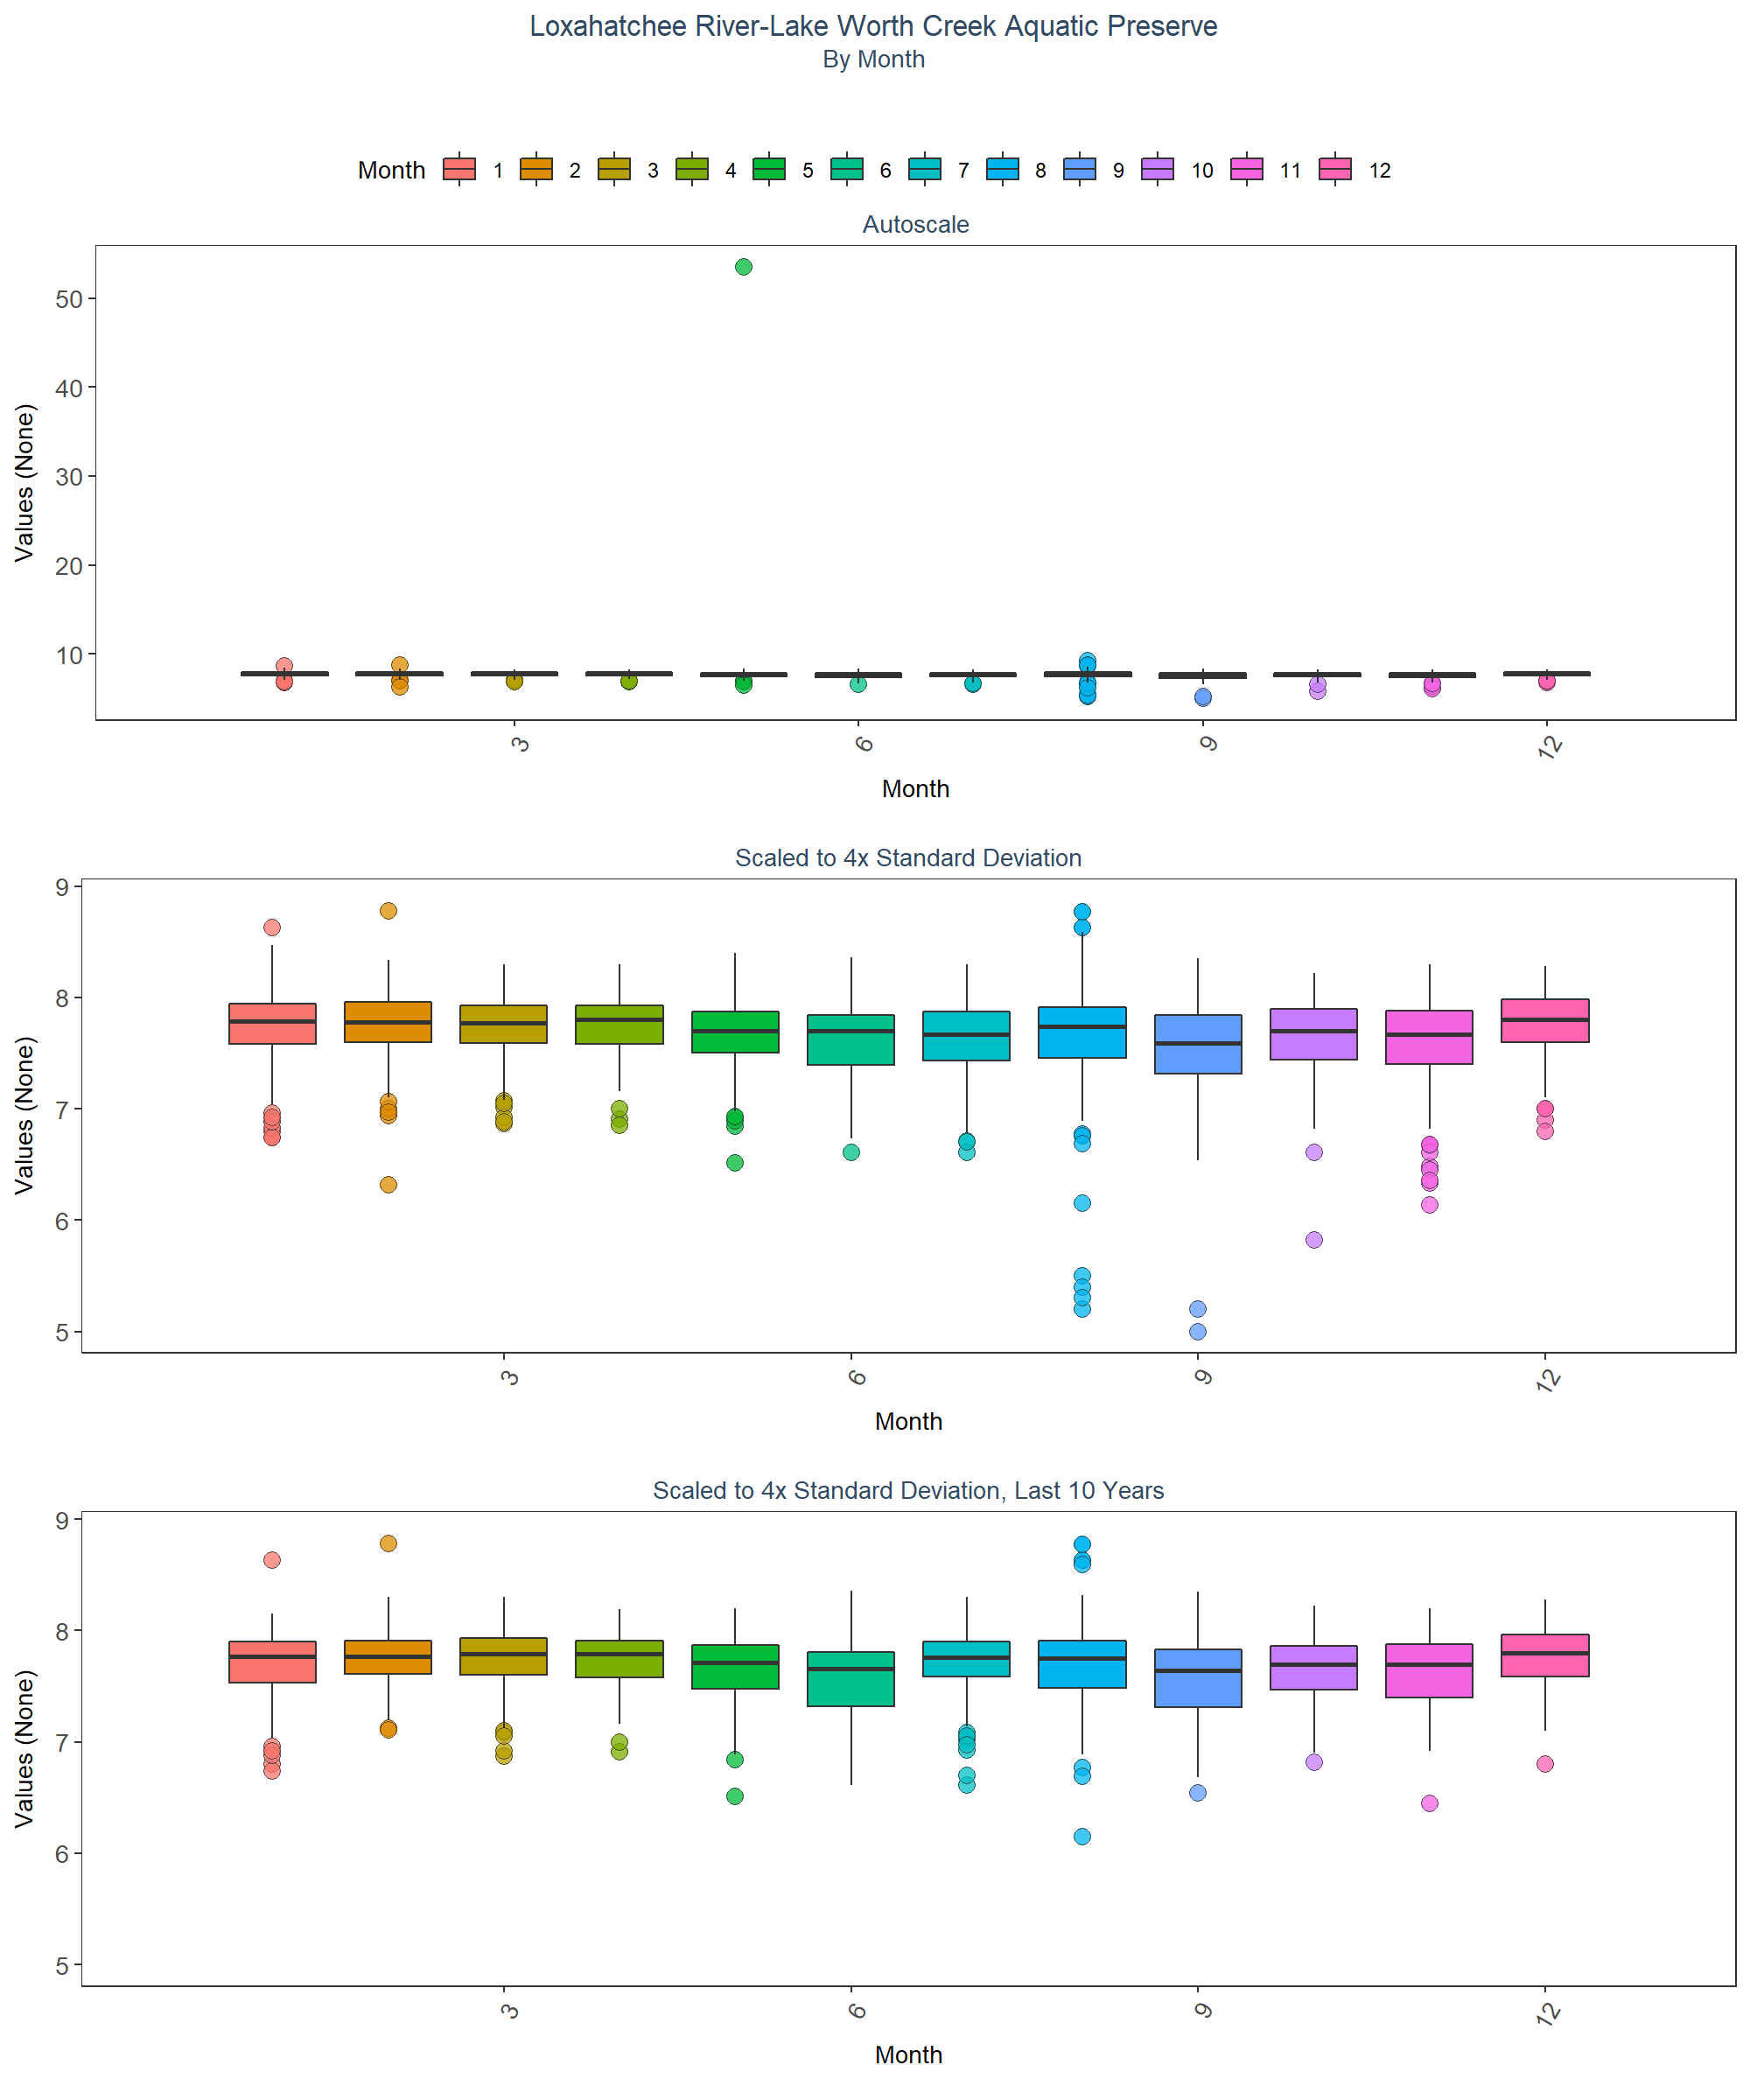 Loxahatchee River-Lake Worth Creek Aquatic Preserve
By Month
Month 1 2 3 4 5 6 7 8 9 10 11 12
Autoscale
Values (None)
50
40
30
20
10
3 6 9 12
Month
Scaled to 4x Standard Deviation
Values (None)
9
8
7
6
5
3 6 9 12
Month
Scaled to 4x Standard Deviation, Last 10 Years
Values (None)
9
8
7
6
5
3 6 9 12
Month